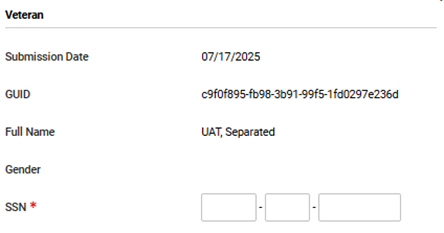 Veteran
Submission Date 07/17/2025
GUID c9f0f895-fb98-3b91-99f5-1fd0297e236d
Full Name UAT, Separated
Gender
SSN * - -